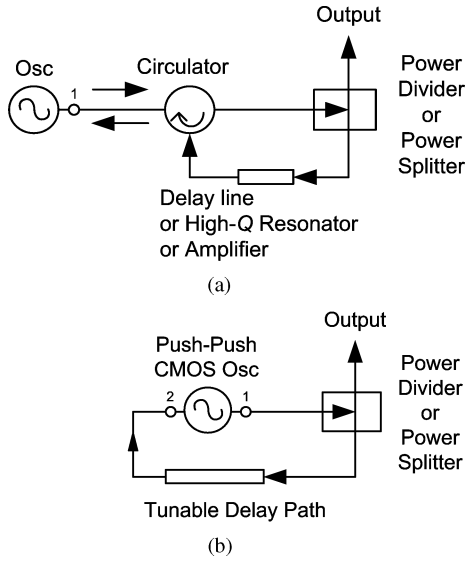 Output
Osc
Circulator
Power
Divider
or
Power
Splitter
1
Delay line
or High-Q Resonator
or Amplifier
(a)
Output
Push-Push
CMOS Osc
Power
Divider
or
Power
Splitter
2
1
Tunable Delay Path
(b)